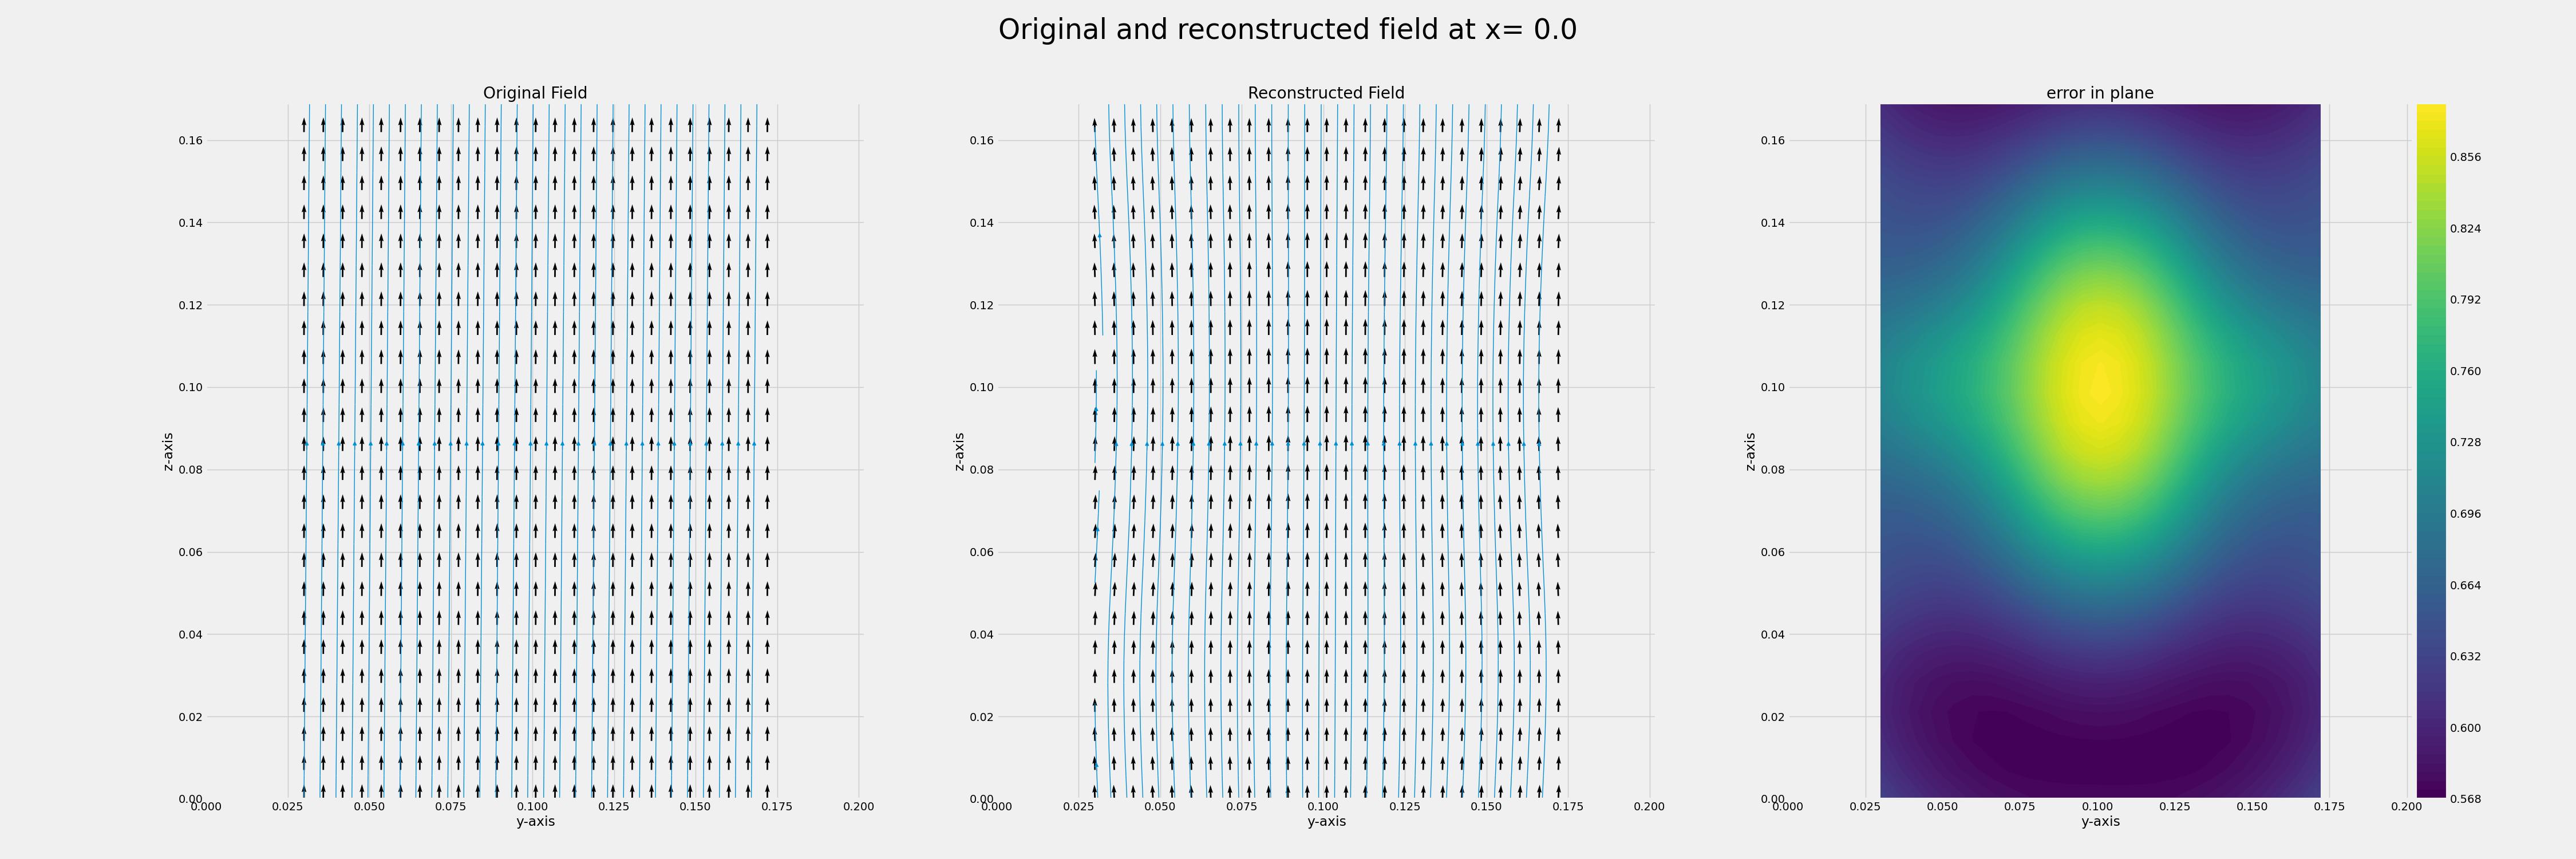 Original and reconstructed field at x= 0.0
Original Field
0.16
0.14
0.12
0.10
0.08
0.06
0.04
0.02
0.00
z-axis
0.000 0.025 0.050 0.075 0.100 0.125 0.150 0.175 0.200
y-axis
Reconstructed Field
0.16
0.14
0.12
0.10
0.08
0.06
0.04
0.02
0.00
z-axis
0.000 0.025 0.050 0.075 0.100 0.125 0.150 0.175 0.200
y-axis
error in plane
0.16
0.14
0.12
0.10
0.08
0.06
0.04
0.02
0.00
z-axis
0.000 0.025 0.050 0.075 0.100 0.125 0.150 0.175 0.200
y-axis
0.856
0.824
0.792
0.760
0.728
0.696
0.664
0.632
0.600
0.568